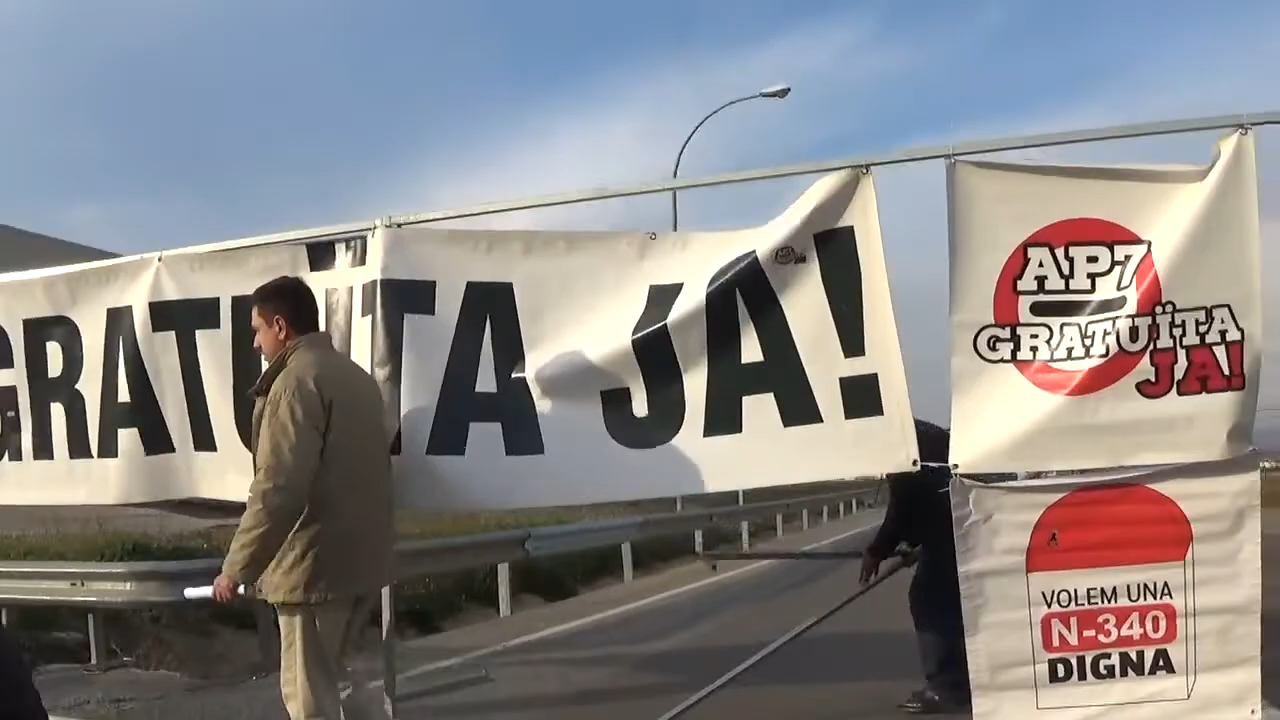 GRATUÏTA JA!
AP7
GRATUÏTA
JA!
VOLEM UNA
N-340
DIGNA